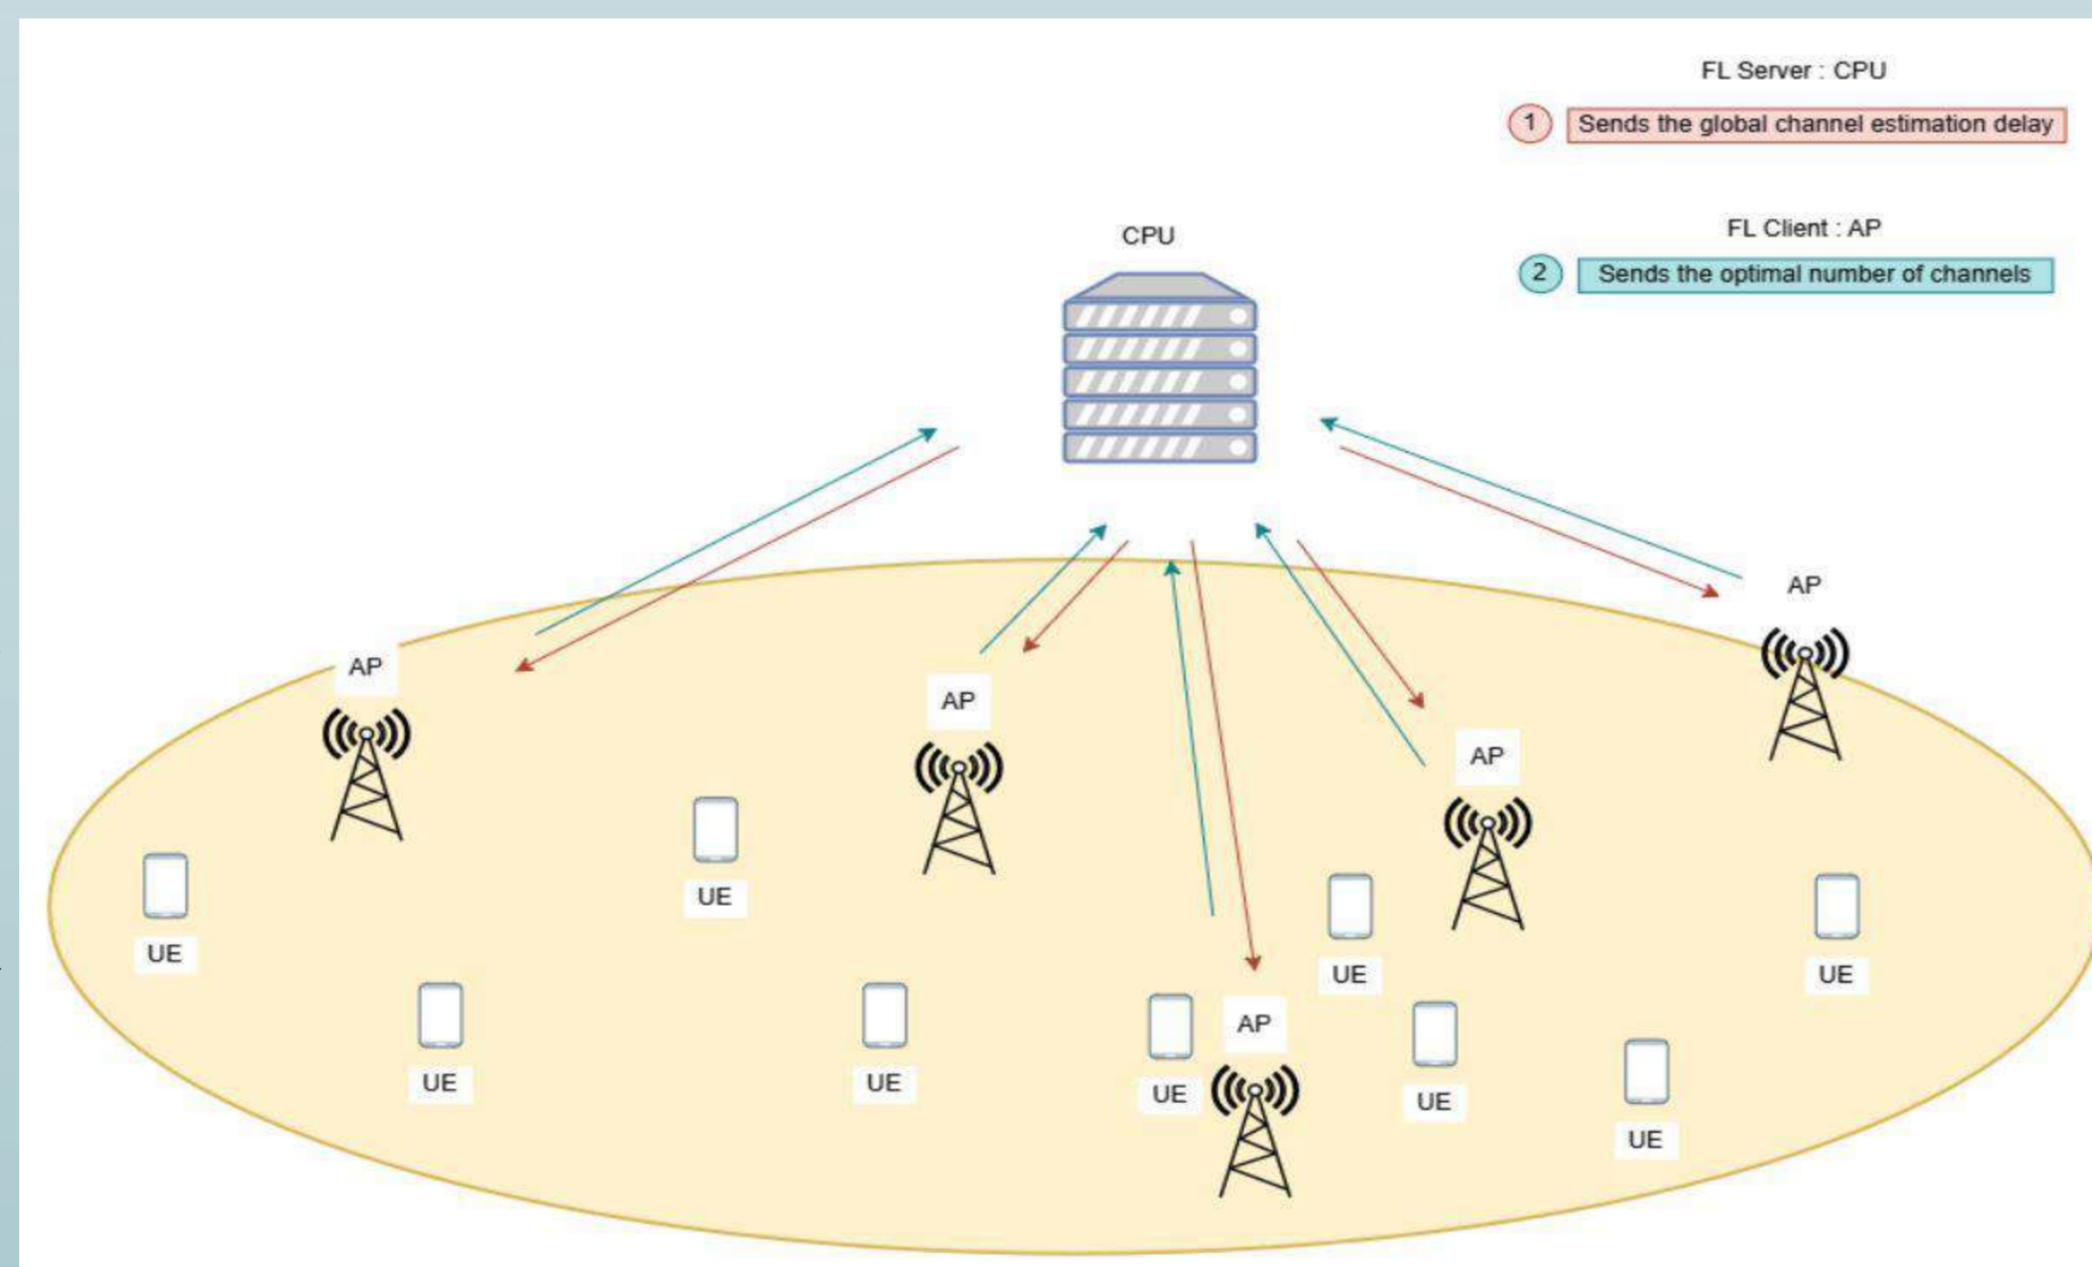 FL Server : CPU
1 Sends the global channel estimation delay
FL Client : AP
2 Sends the optimal number of channels
CPU
AP
AP
AP
AP
UE
UE
UE
UE
UE
AP
UE
UE
UE
UE